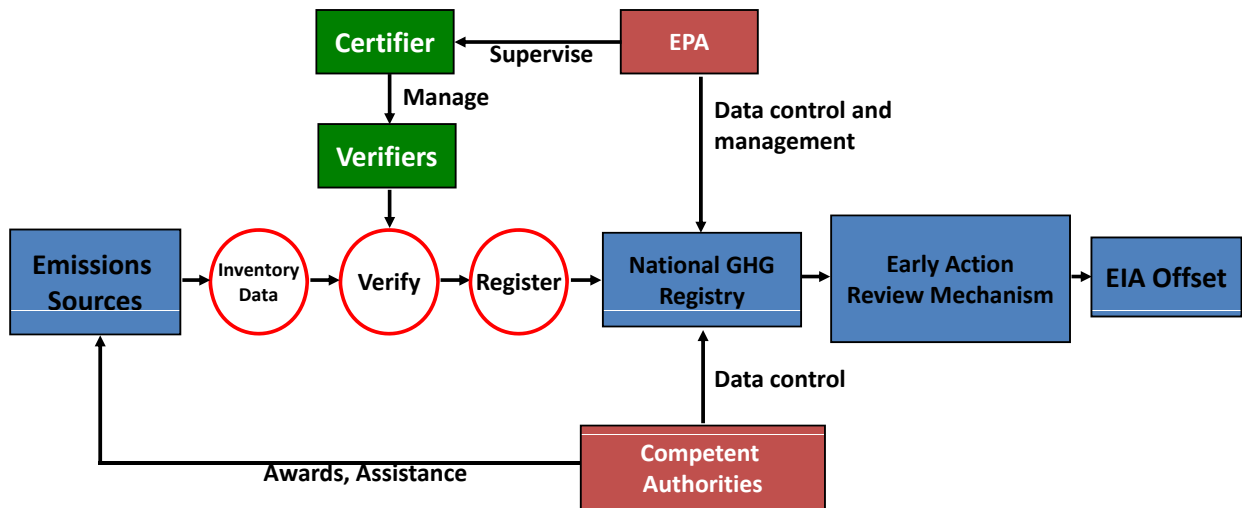 Certifier
EPA
Supervise
Manage
Data control and
management
Verifiers
Emissions
Sources
Inventory
Data
Verify
Register
National GHG
Registry
Early Action
Review Mechanism
EIA Offset
Data control
Awards, Assistance
Competent
Authorities